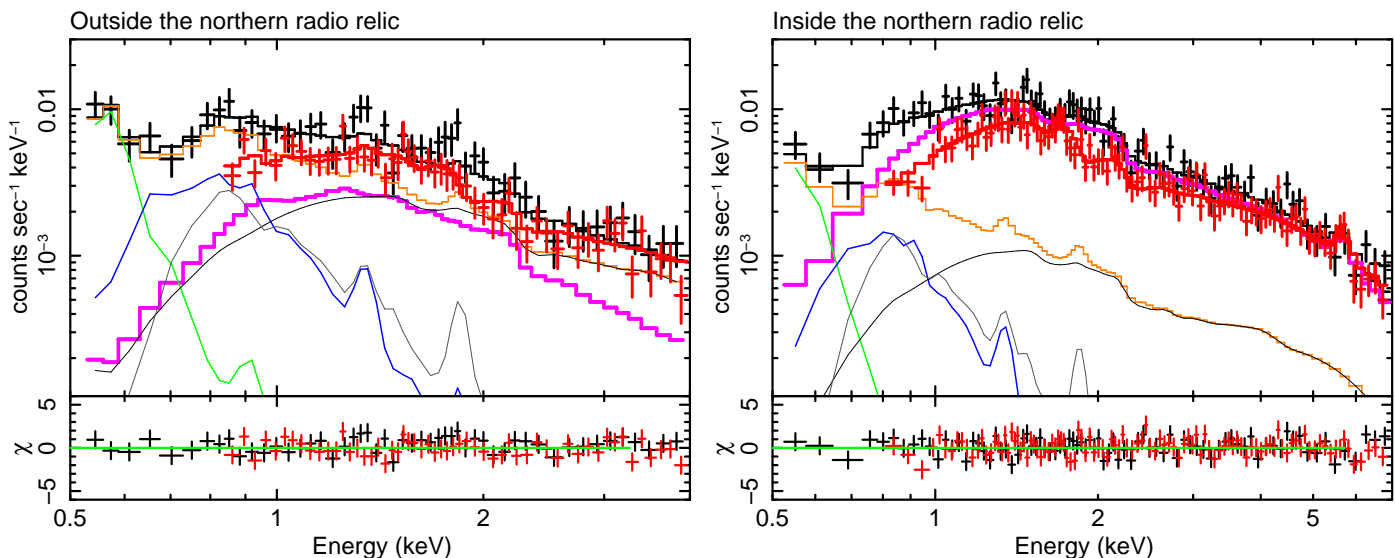 Outside the northern radio relic
Inside the northern radio relic
counts sec⁻¹ keV⁻¹
0.01
10⁻³
χ
5
0
−5
0.5
1
2
Energy (keV)
counts sec⁻¹ keV⁻¹
0.01
10⁻³
χ
5
0
−5
0.5
1
2
5
Energy (keV)